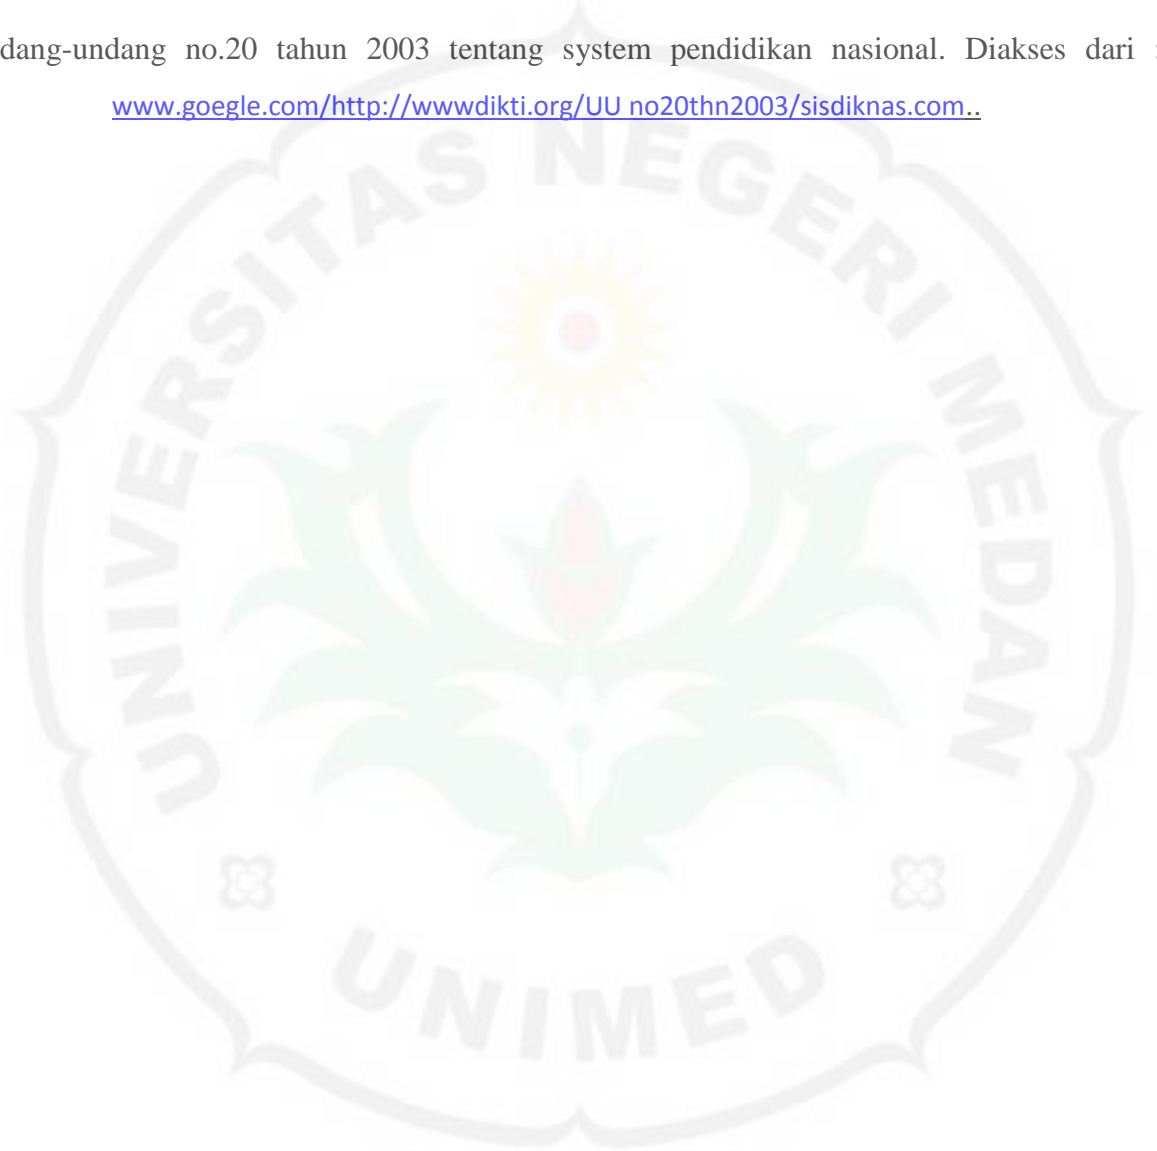 dang-undang no.20 tahun 2003 tentang system pendidikan nasional. Diakses dari :
www.goegle.com/http://wwwdikti.org/UU no20thn2003/sisdiknas.com..
UNIVERSITAS NEGERI MEDAN
UNIMED